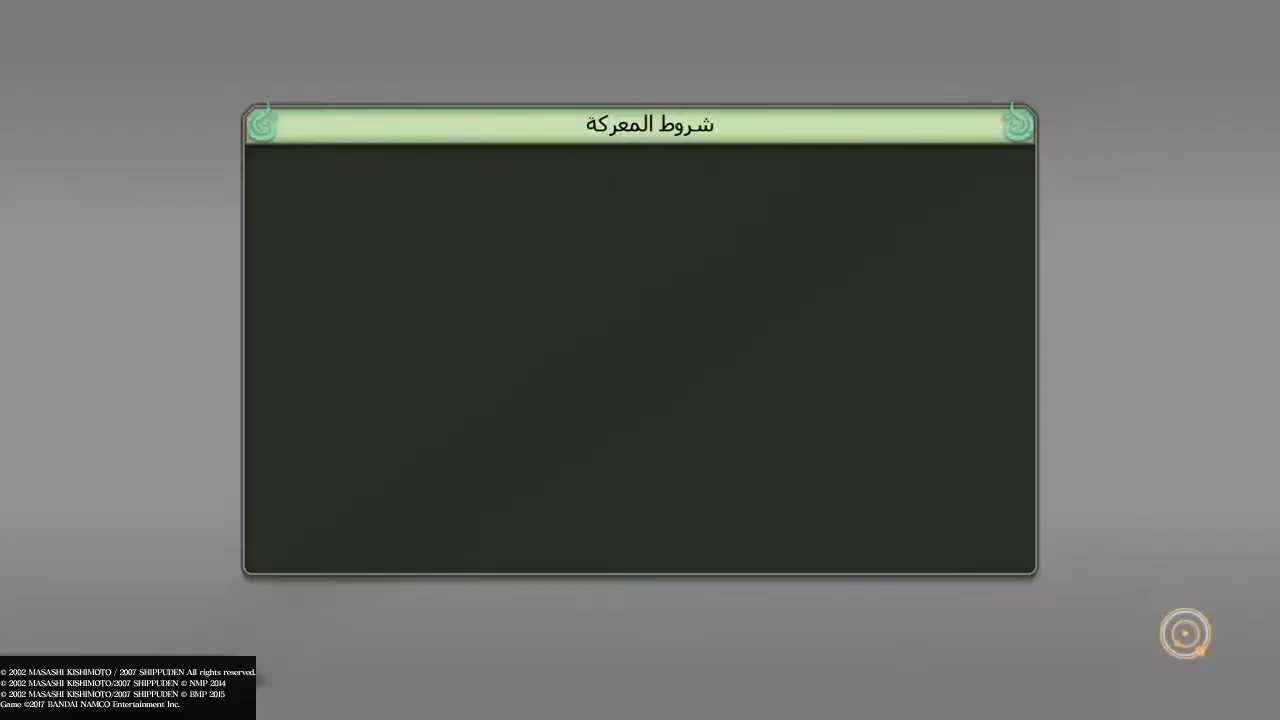 شروط المعركة
© 2002 MASASHI KISHIMOTO / 2007 SHIPPUDEN All rights reserved.
© 2002 MASASHI KISHIMOTO/2007 SHIPPUDEN © NMP 2014
© 2002 MASASHI KISHIMOTO/2007 SHIPPUDEN © BMP 2015
Game ©2017 BANDAI NAMCO Entertainment Inc.